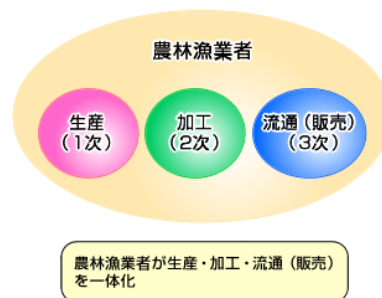 農林漁業者
生産
（1次）
加工
（2次）
流通（販売）
（3次）
農林漁業者が生産・加工・流通（販売）
を一体化